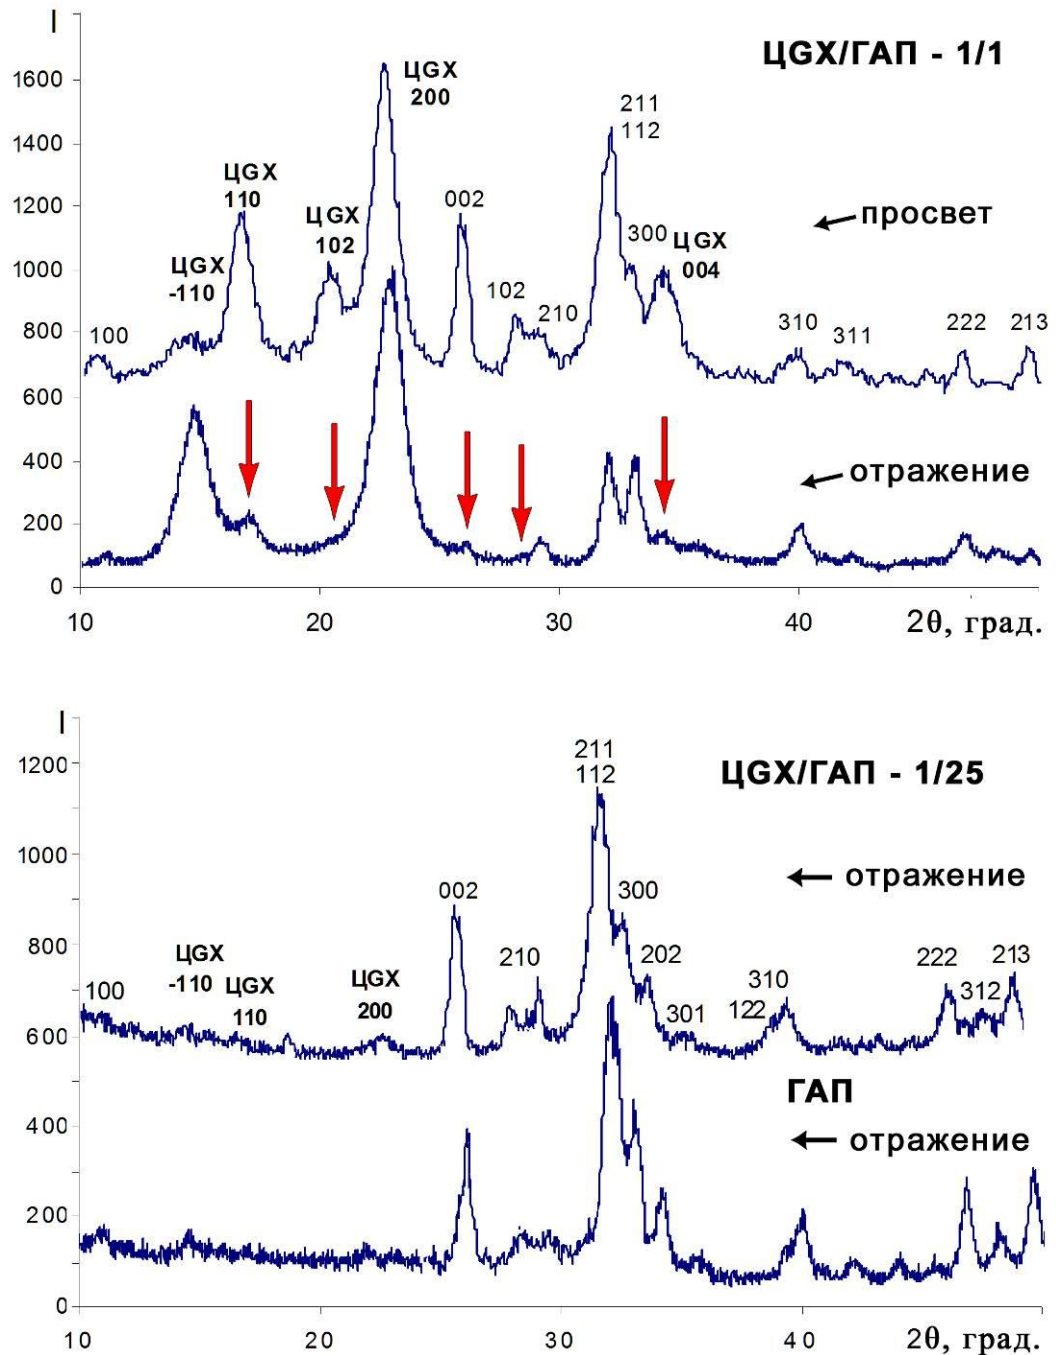 I
ЦGX/ГАП - 1/1
1600
ЦGX
200
211
112
1400
ЦGX
110
1200
ЦGX
102
002
просвет
300
ЦGX
004
1000
ЦGX
-110
102
210
800
100
310
311
222
213
600
400
отражение
200
0
10
20
30
40
2θ, град.
I
211
112
1200
ЦGX/ГАП - 1/25
1000
002
300
отражение
800
ЦGX
-110
ЦGX
110
ЦGX
200
210
202
310
222
213
100
122
301
312
600
ГАП
400
отражение
200
0
10
20
30
40
2θ, град.